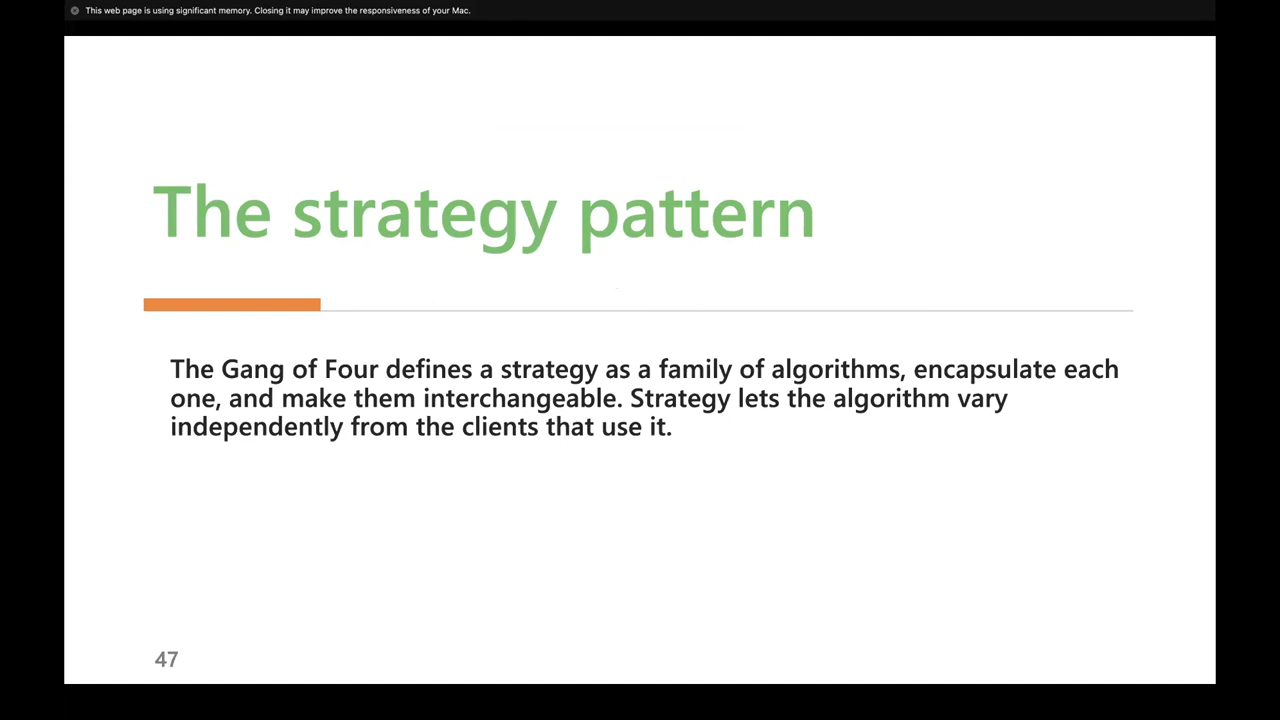 This web page is using significant memory. Closing it may improve the responsiveness of your Mac.
The strategy pattern
The Gang of Four defines a strategy as a family of algorithms, encapsulate each
one, and make them interchangeable. Strategy lets the algorithm vary
independently from the clients that use it.
47